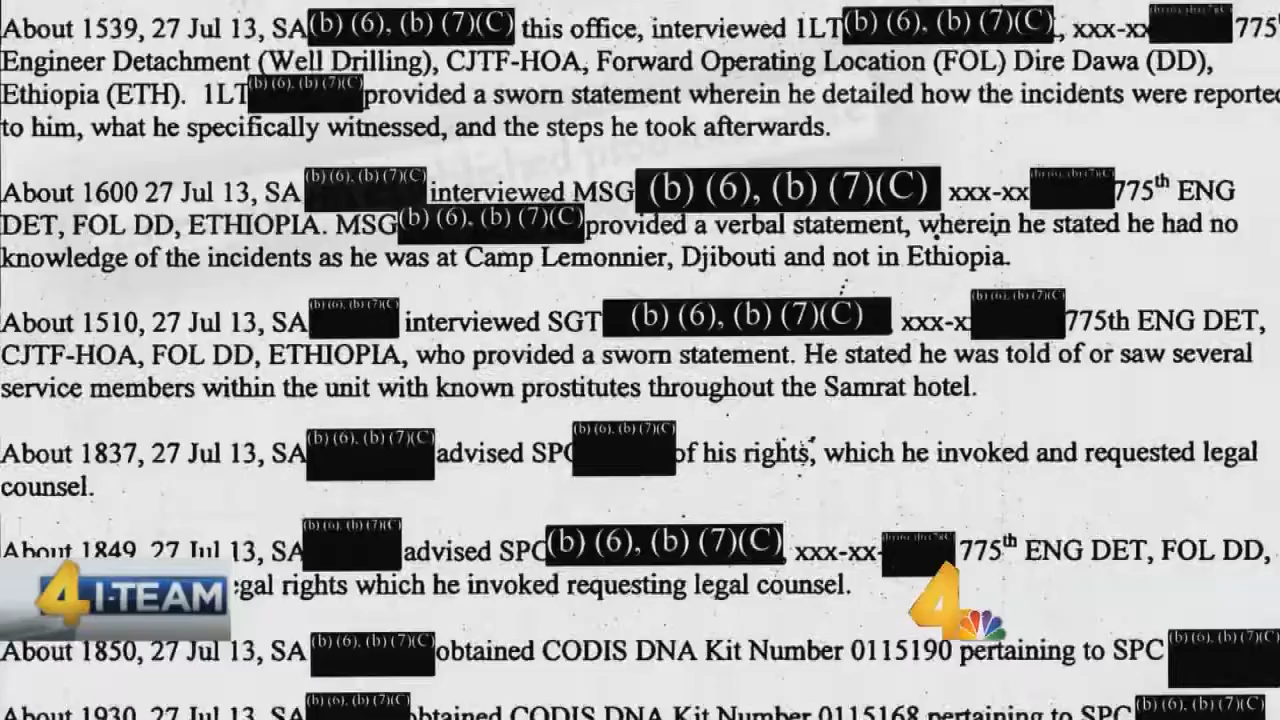 About 1539, 27 Jul 13, SA(b) (6), (b) (7)(C) this office, interviewed 1LT(b) (6), (b) (7)(C), xxx-xx 775
Engineer Detachment (Well Drilling), CJTF-HOA, Forward Operating Location (FOL) Dire Dawa (DD),
Ethiopia (ETH). 1LT(b) (6), (b) (7)(C) provided a sworn statement wherein he detailed how the incidents were reported
to him, what he specifically witnessed, and the steps he took afterwards.
About 1600 27 Jul 13, SA (b) (6), (b) (7)(C) interviewed MSG (b) (6), (b) (7)(C) xxx-xx (b) (6), (b) (7)(C) 775th ENG
DET, FOL DD, ETHIOPIA. MSG(b) (6), (b) (7)(C) provided a verbal statement, wherein he stated he had no
knowledge of the incidents as he was at Camp Lemonnier, Djibouti and not in Ethiopia.
About 1510, 27 Jul 13, SA (b) (6), (b) (7)(C) interviewed SGT (b) (6), (b) (7)(C) xxx-x (b) (6), (b) (7)(C) 775th ENG DET,
CJTF-HOA, FOL DD, ETHIOPIA, who provided a sworn statement. He stated he was told of or saw several
service members within the unit with known prostitutes throughout the Samrat hotel.
About 1837, 27 Jul 13, SA(b) (6), (b) (7)(C) advised SPC (b) (6), (b) (7)(C) of his rights, which he invoked and requested legal
counsel.
About 1849, 27 Jul 13, SA (b) (6), (b) (7)(C) advised SPC(b) (6), (b) (7)(C) xxx-xx- 775th ENG DET, FOL DD,
egal rights which he invoked requesting legal counsel.
4 I-TEAM
4
About 1850, 27 Jul 13, SA (b) (6), (b) (7)(C) obtained CODIS DNA Kit Number 0115190 pertaining to SPC (b) (6), (b) (7)(C)
About 1930, 27 Jul 13, SA (b) (6), (b) (7)(C) obtained CODIS DNA Kit Number 0115168 pertaining to SPC (b) (6), (b) (7)(C)